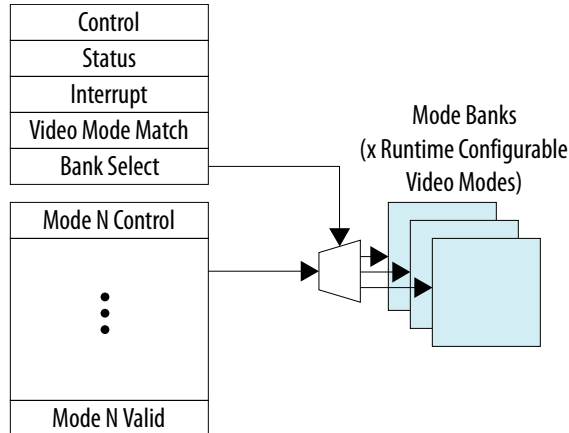 Control
Status
Interrupt
Video Mode Match
Bank Select
Mode N Control
Mode N Valid
Mode Banks
(x Runtime Configurable
Video Modes)